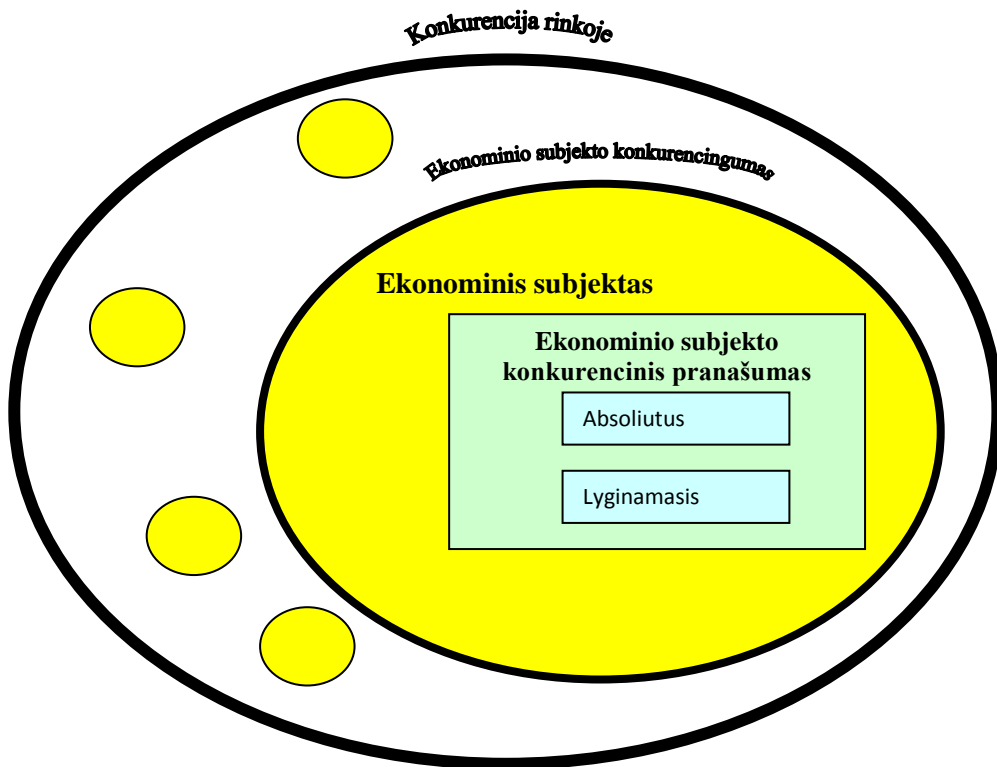 Konkurencija rinkoje
Ekonominio subjekto konkurencingumas
Ekonominis subjektas
Ekonominio subjekto
konkurencinis pranašumas
Absoliutus
Lyginamasis